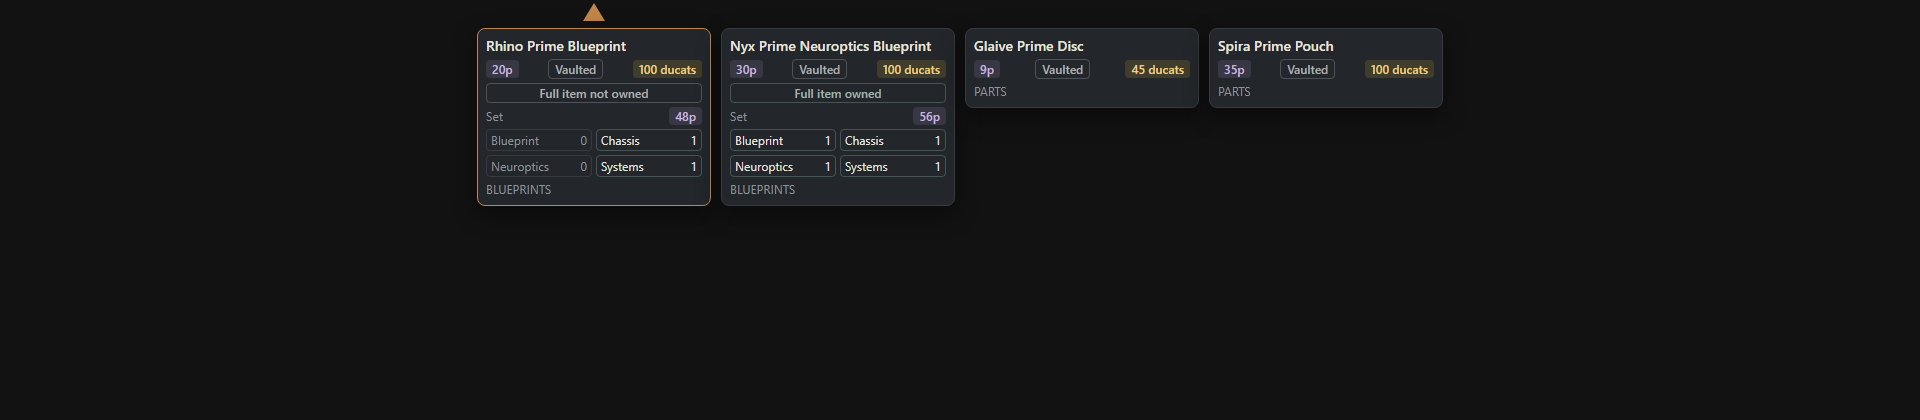 Rhino Prime Blueprint
20p Vaulted 100 ducats
Full item not owned
Set 48p
Blueprint 0 Chassis 1
Neuroptics 0 Systems 1
BLUEPRINTS
Nyx Prime Neuroptics Blueprint
30p Vaulted 100 ducats
Full item owned
Set 56p
Blueprint 1 Chassis 1
Neuroptics 1 Systems 1
BLUEPRINTS
Glaive Prime Disc
9p Vaulted 45 ducats
PARTS
Spira Prime Pouch
35p Vaulted 100 ducats
PARTS